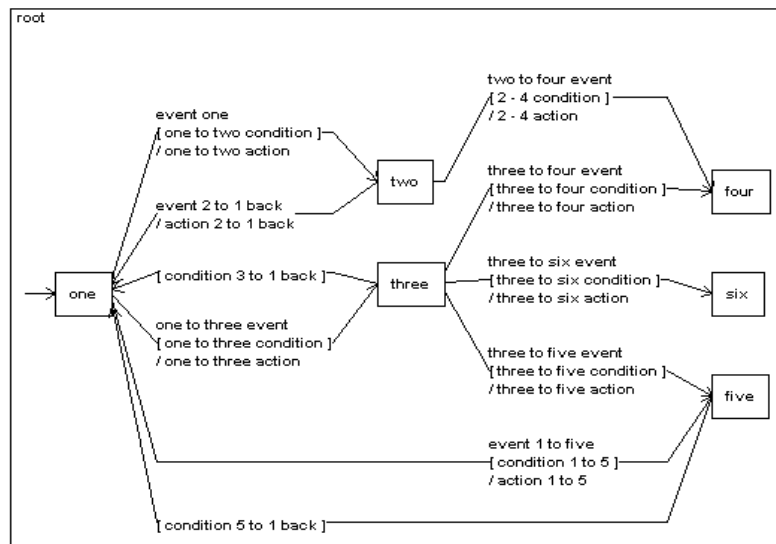 root
event one
[ one to two condition ]
/ one to two action
two to four event
[ 2 - 4 condition ]
/ 2 - 4 action
two
three to four event
[ three to four condition ]
/ three to four action
four
event 2 to 1 back
/ action 2 to 1 back
one
[ condition 3 to 1 back ]
three
three to six event
[ three to six condition ]
/ three to six action
six
one to three event
[ one to three condition ]
/ one to three action
three to five event
[ three to five condition ]
/ three to five action
five
event 1 to five
[ condition 1 to 5 ]
/ action 1 to 5
[ condition 5 to 1 back ]